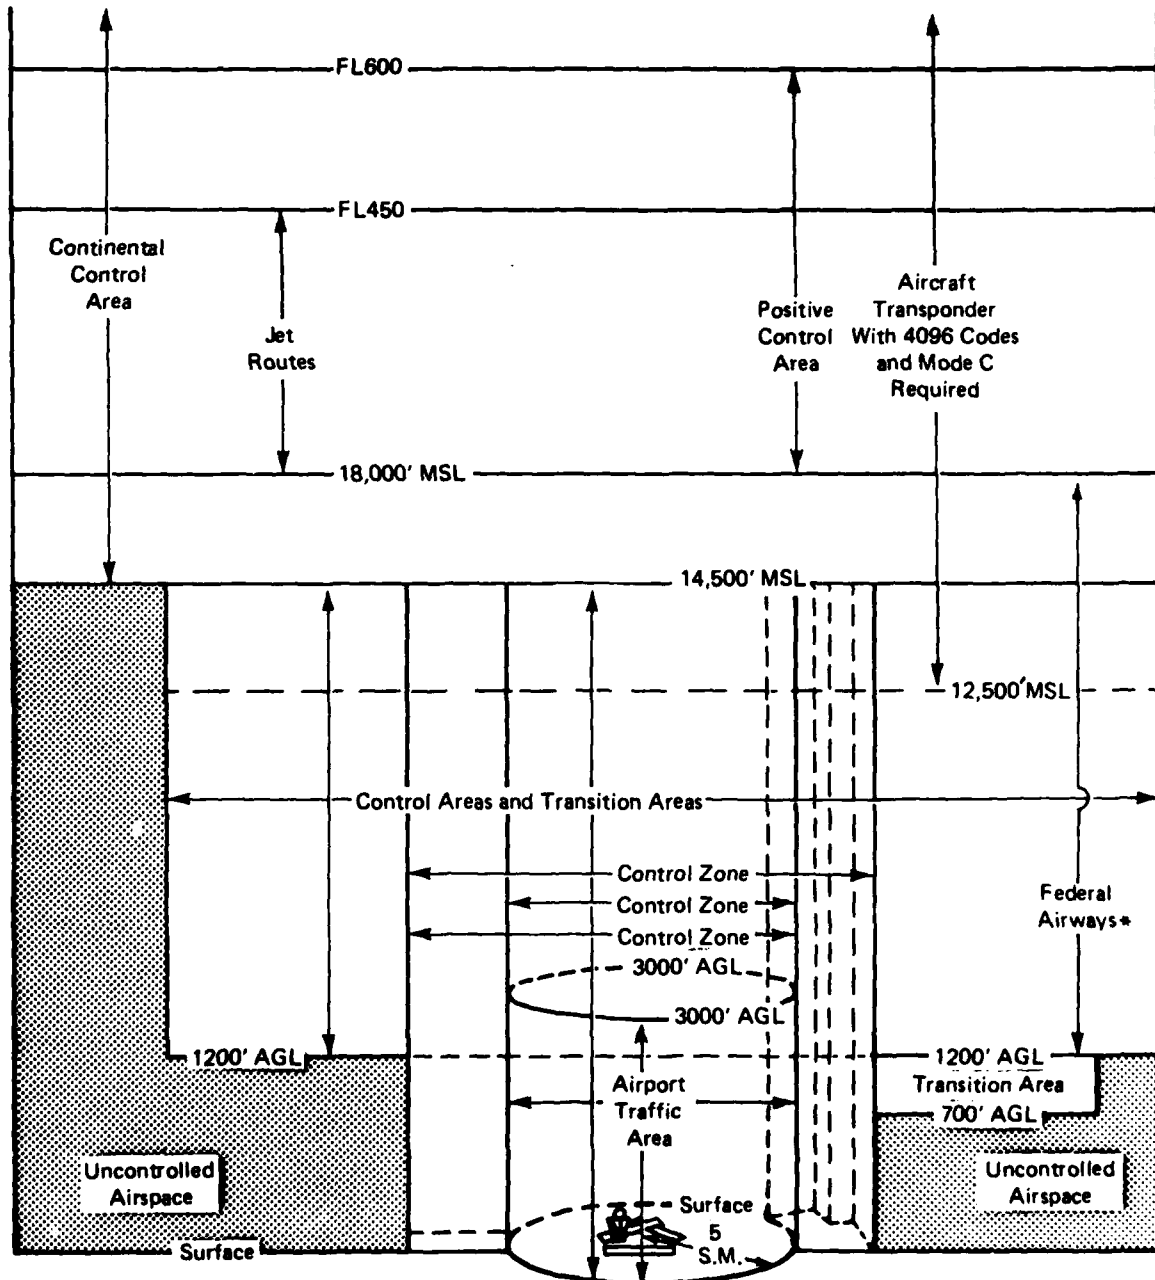 FL600
FL450
Continental
Control
Area
Jet
Routes
Positive
Control
Area
Aircraft
Transponder
With 4096 Codes
and Mode C
Required
18,000' MSL
14,500' MSL
12,500' MSL
Control Areas and Transition Areas
Control Zone
Control Zone
Control Zone
Federal
Airways*
3000' AGL
3000' AGL
1200' AGL
1200' AGL
Transition Area
700' AGL
Airport
Traffic
Area
Uncontrolled
Airspace
Uncontrolled
Airspace
Surface
5
S.M.
Surface